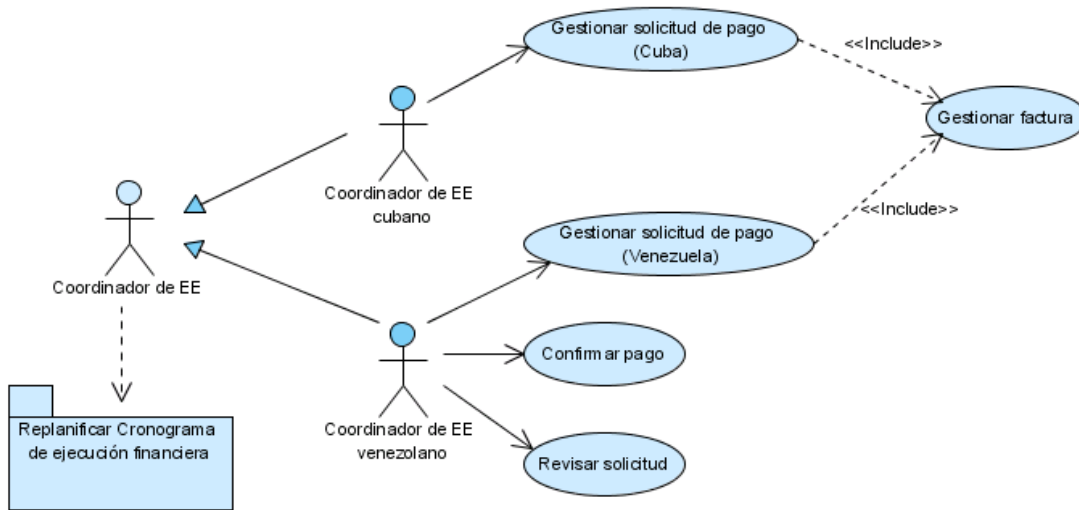 Gestionar solicitud de pago
(Cuba)
<<Include>>
Gestionar factura
Coordinador de EE
cubano
<<Include>>
Gestionar solicitud de pago
(Venezuela)
Coordinador de EE
Confirmar pago
Coordinador de EE
venezolano
Replanificar Cronograma
de ejecución financiera
Revisar solicitud